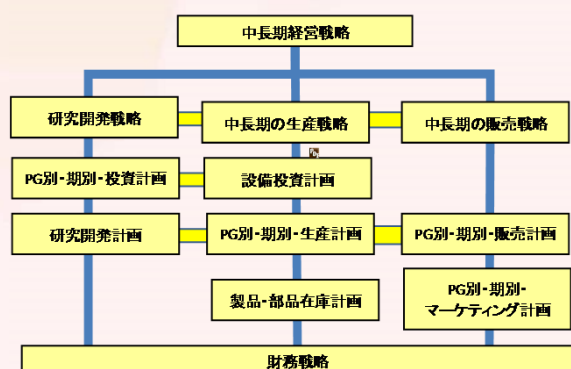 中長期経営戦略
研究開発戦略
中長期の生産戦略
中長期の販売戦略
PG別-期別-投資計画
設備投資計画
研究開発計画
PG別-期別-生産計画
PG別-期別-販売計画
製品-部品在庫計画
PG別-期別-
マーケティング計画
財務戦略